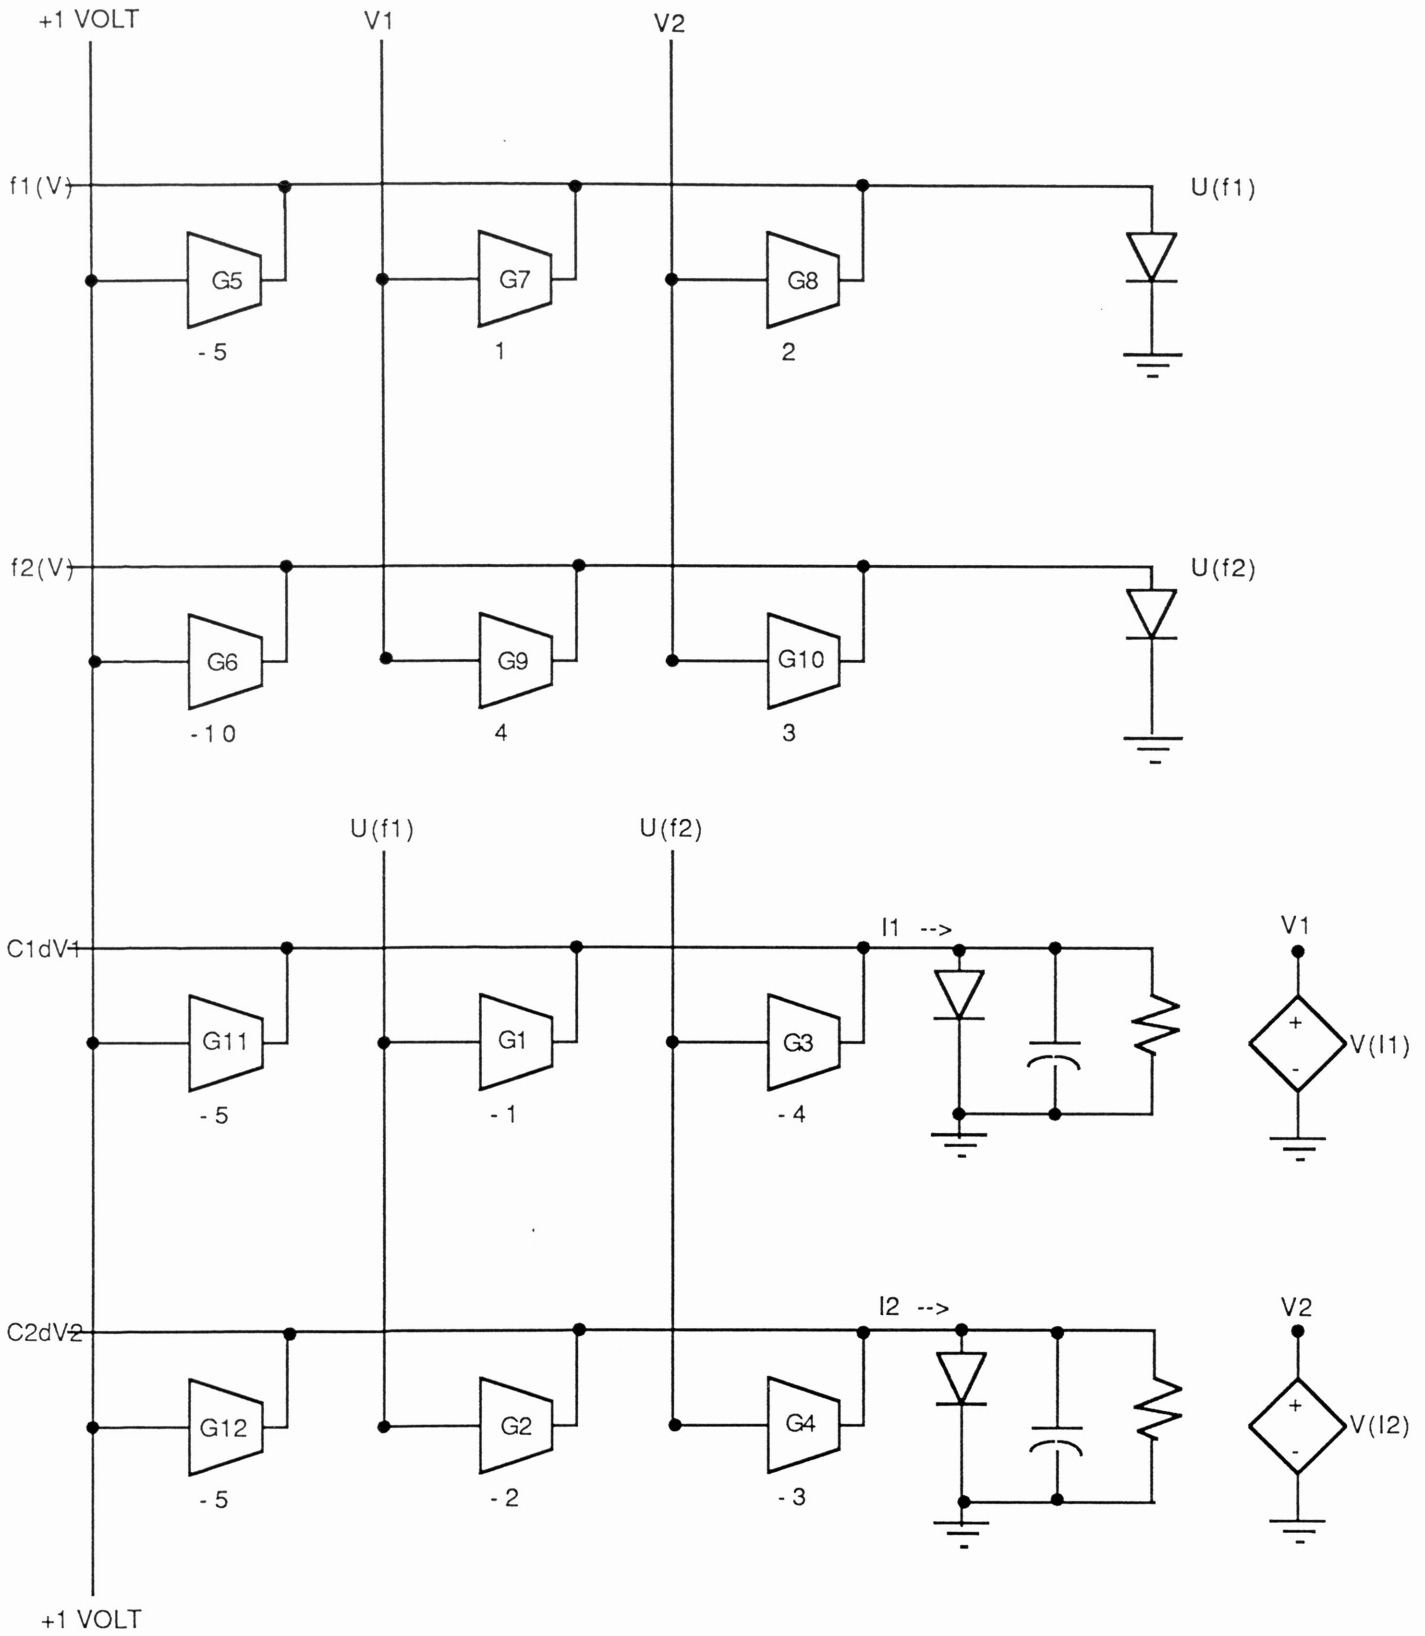 +1 VOLT V1 V2
f1(V) U(f1)
G5 G7 G8
-5 1 2
f2(V) U(f2)
G6 G9 G10
-10 4 3
U(f1) U(f2)
C1dV1 I1 --> V1
G11 G1 G3 + - V(I1)
-5 -1 -4
C2dV2 I2 --> V2
G12 G2 G4 + - V(I2)
-5 -2 -3
+1 VOLT